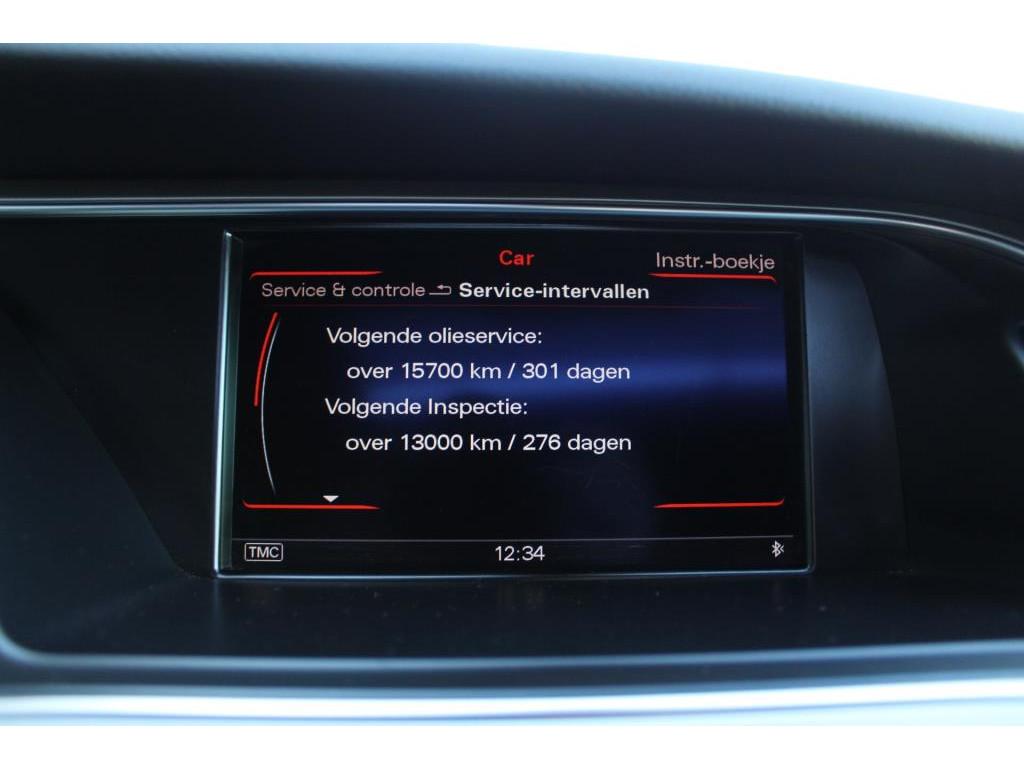 Car
Instr.-boekje
Service & controle Service-intervallen
Volgende olieservice:
over 15700 km / 301 dagen
Volgende Inspectie:
over 13000 km / 276 dagen
TMC 12:34